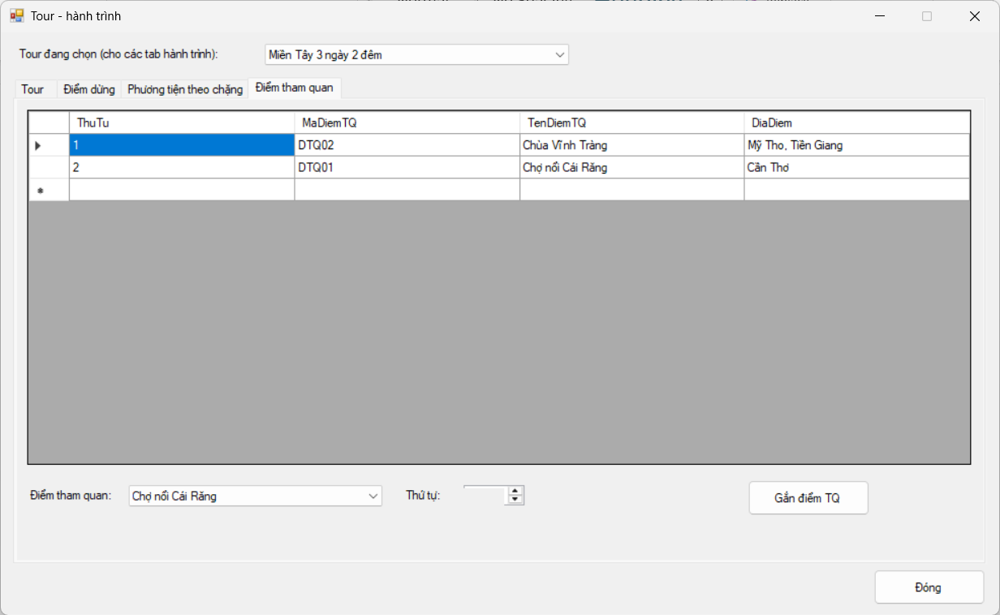 Tour - hành trình
Tour đang chọn (cho các tab hành trình): Miền Tây 3 ngày 2 đêm
Tour Điểm dừng Phương tiện theo chặng Điểm tham quan
ThuTu MaDiemTQ TenDiemTQ DiaDiem
1 DTQ02 Chùa Vĩnh Tràng Mỹ Tho, Tiền Giang
2 DTQ01 Chợ nổi Cái Răng Cần Thơ
Điểm tham quan: Chợ nổi Cái Răng Thứ tự: Gắn điểm TQ
Đóng